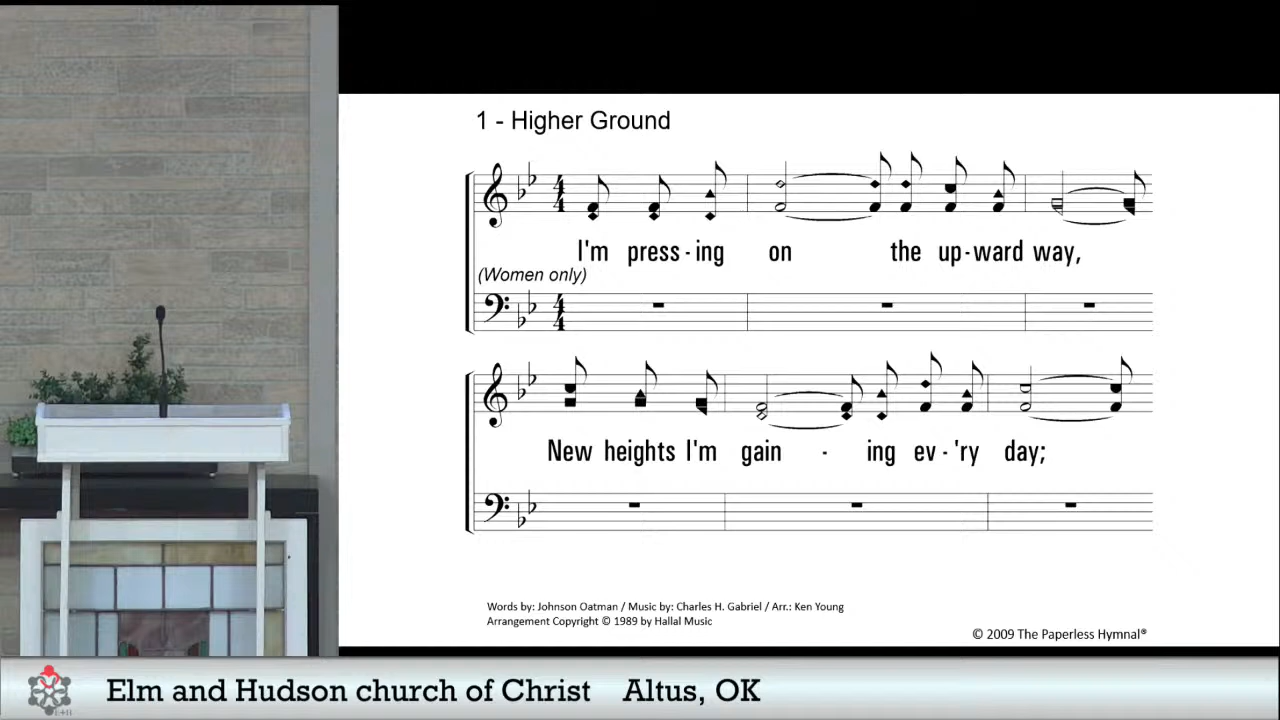 1 - Higher Ground
I'm press - ing on the up - ward way,
(Women only)
New heights I'm gain - ing ev - 'ry day;
Words by: Johnson Oatman / Music by: Charles H. Gabriel / Arr.: Ken Young
Arrangement Copyright © 1989 by Hallal Music
© 2009 The Paperless Hymnal®
E+H
Elm and Hudson church of Christ Altus, OK